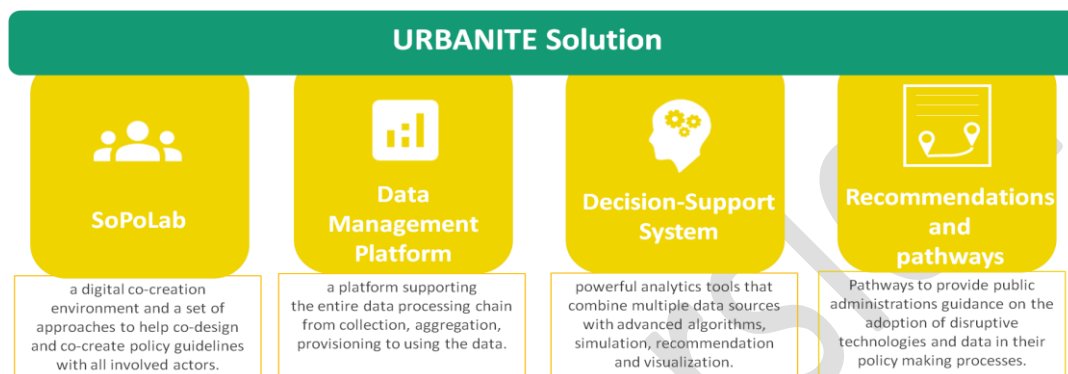 URBANITE Solution
SoPoLab
Data
Management
Platform
Decision-Support
System
Recommendations
and
pathways
a digital co-creation
environment and a set of
approaches to help co-design
and co-create policy guidelines
with all involved actors.
a platform supporting
the entire data processing chain
from collection, aggregation,
provisioning to using the data.
powerful analytics tools that
combine multiple data sources
with advanced algorithms,
simulation, recommendation
and visualization.
Pathways to provide public
administrations guidance on the
adoption of disruptive
technologies and data in their
policy making processes.